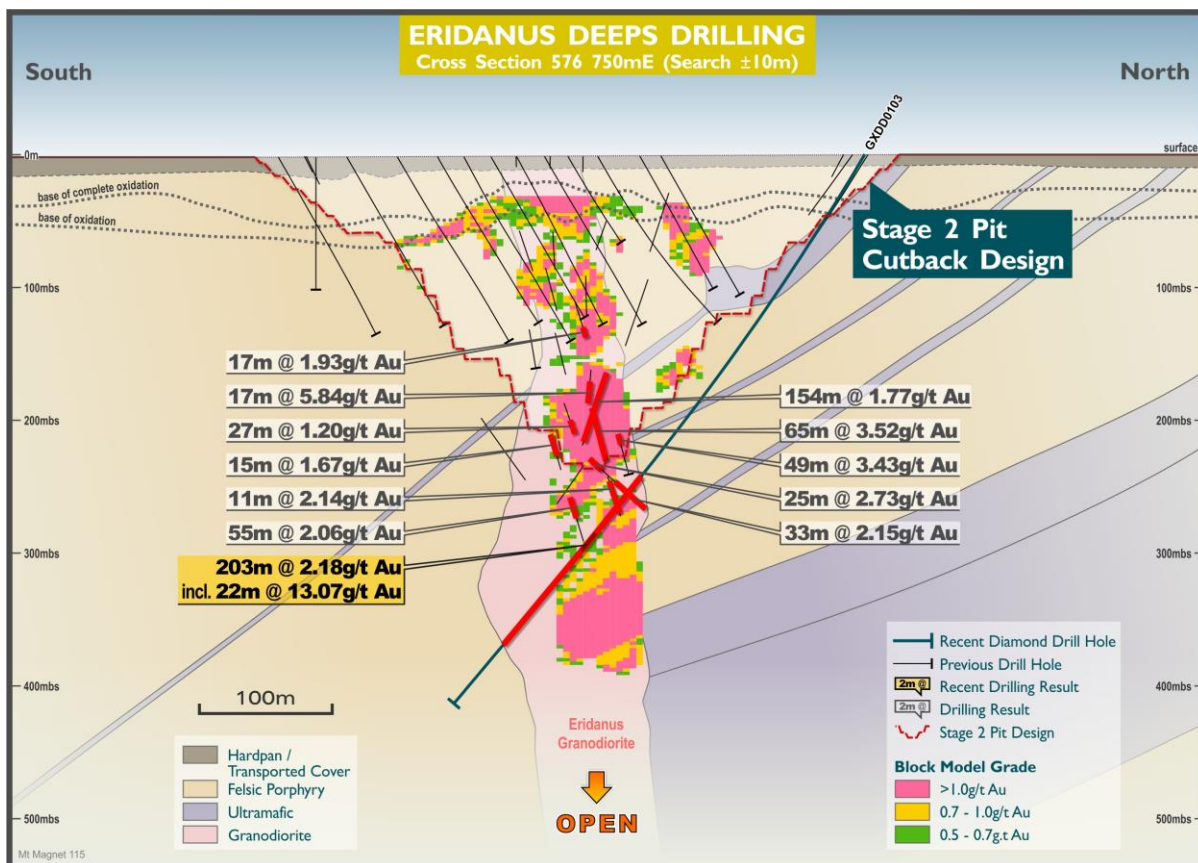 ERIDANUS DEEPS DRILLING
Cross Section 576 750mE (Search ±10m)
South
North
GXDD0103
0m
surface
base of complete oxidation
base of oxidation
Stage 2 Pit
Cutback Design
100mbs
100mbs
17m @ 1.93g/t Au
17m @ 5.84g/t Au
154m @ 1.77g/t Au
200mbs
200mbs
27m @ 1.20g/t Au
65m @ 3.52g/t Au
15m @ 1.67g/t Au
49m @ 3.43g/t Au
11m @ 2.14g/t Au
25m @ 2.73g/t Au
55m @ 2.06g/t Au
33m @ 2.15g/t Au
300mbs
300mbs
203m @ 2.18g/t Au
incl. 22m @ 13.07g/t Au
400mbs
400mbs
100m
Hardpan /
Transported Cover
Felsic Porphyry
Ultramafic
Granodiorite
Eridanus
Granodiorite
OPEN
Recent Diamond Drill Hole
Previous Drill Hole
2m @
Recent Drilling Result
2m @
Drilling Result
Stage 2 Pit Design
Block Model Grade
>1.0g/t Au
0.7 - 1.0g/t Au
0.5 - 0.7g.t Au
500mbs
500mbs
Mt Magnet 115